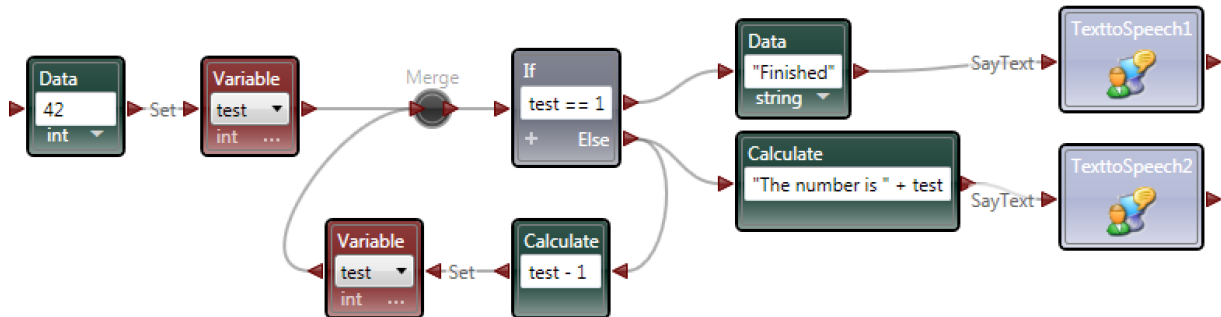 Data
42
int
Set
Variable
test
int ...
Merge
If
test == 1
+ Else
Data
"Finished"
string
SayText
TexttoSpeech1
Calculate
"The number is " + test
SayText
TexttoSpeech2
Variable
test
int ...
Set
Calculate
test - 1